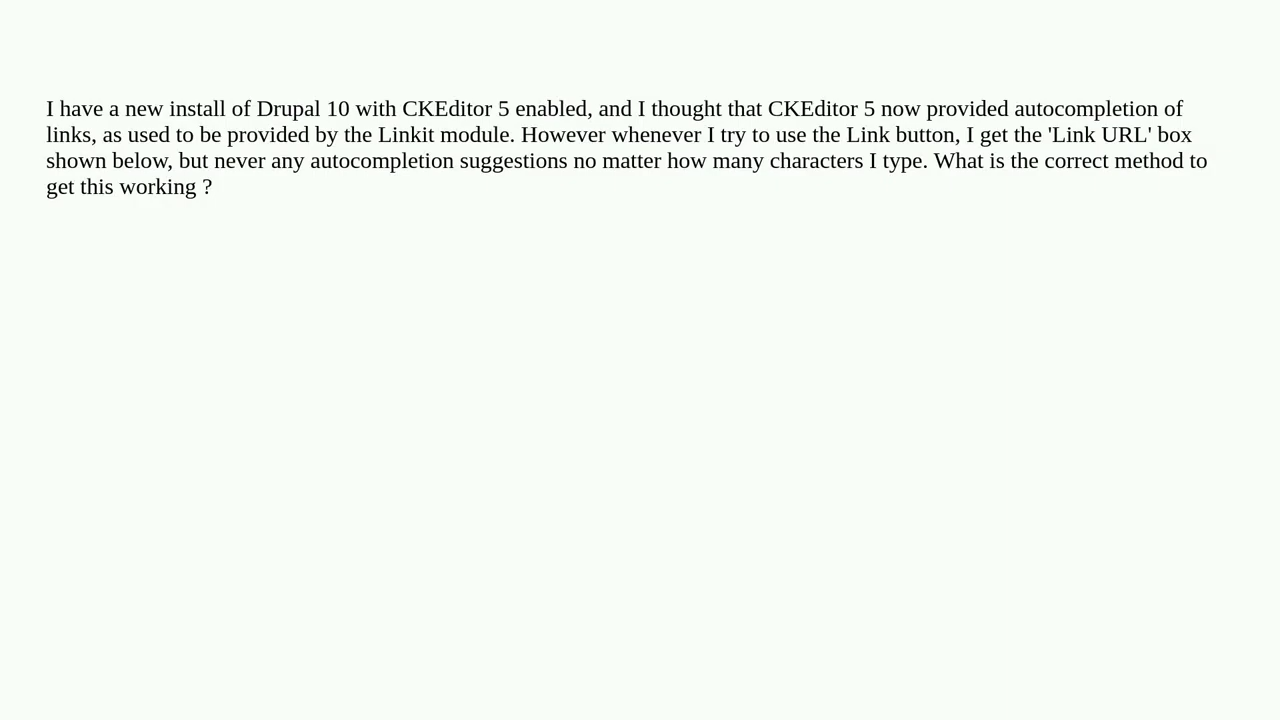 I have a new install of Drupal 10 with CKEditor 5 enabled, and I thought that CKEditor 5 now provided autocompletion of
links, as used to be provided by the Linkit module. However whenever I try to use the Link button, I get the 'Link URL' box
shown below, but never any autocompletion suggestions no matter how many characters I type. What is the correct method to
get this working ?